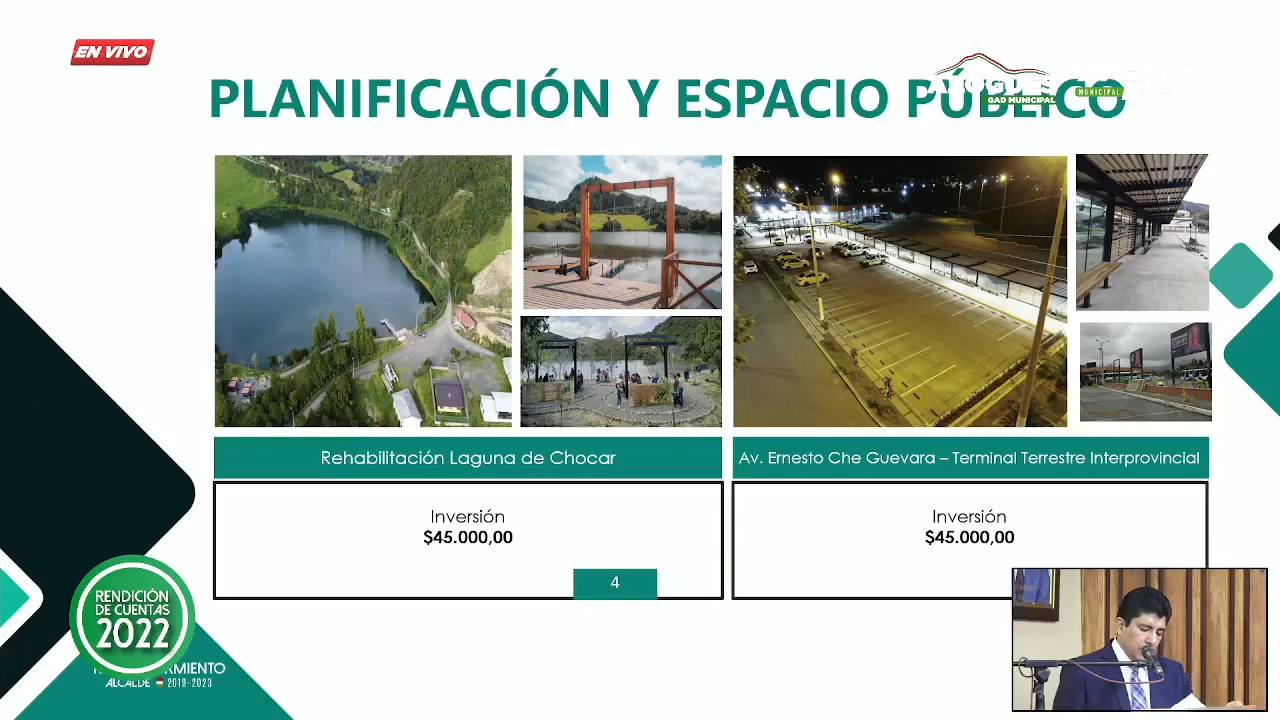 EN VIVO
PLANIFICACIÓN Y ESPACIO PÚBLICO
AZOGUES
GAD MUNICIPAL
MUNICIPAL
Rehabilitación Laguna de Chocar
Av. Ernesto Che Guevara – Terminal Terrestre Interprovincial
Inversión
$45.000,00
Inversión
$45.000,00
4
RENDICIÓN
DE CUENTAS
2022
ALCALDE 2019-2023